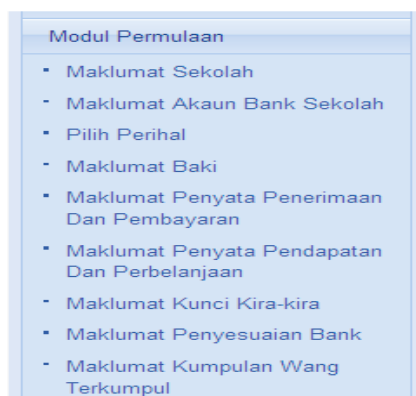 Modul Permulaan
Maklumat Sekolah
Maklumat Akaun Bank Sekolah
Pilih Perihal
Maklumat Baki
Maklumat Penyata Penerimaan
Dan Pembayaran
Maklumat Penyata Pendapatan
Dan Perbelanjaan
Maklumat Kunci Kira-kira
Maklumat Penyesuaian Bank
Maklumat Kumpulan Wang
Terkumpul